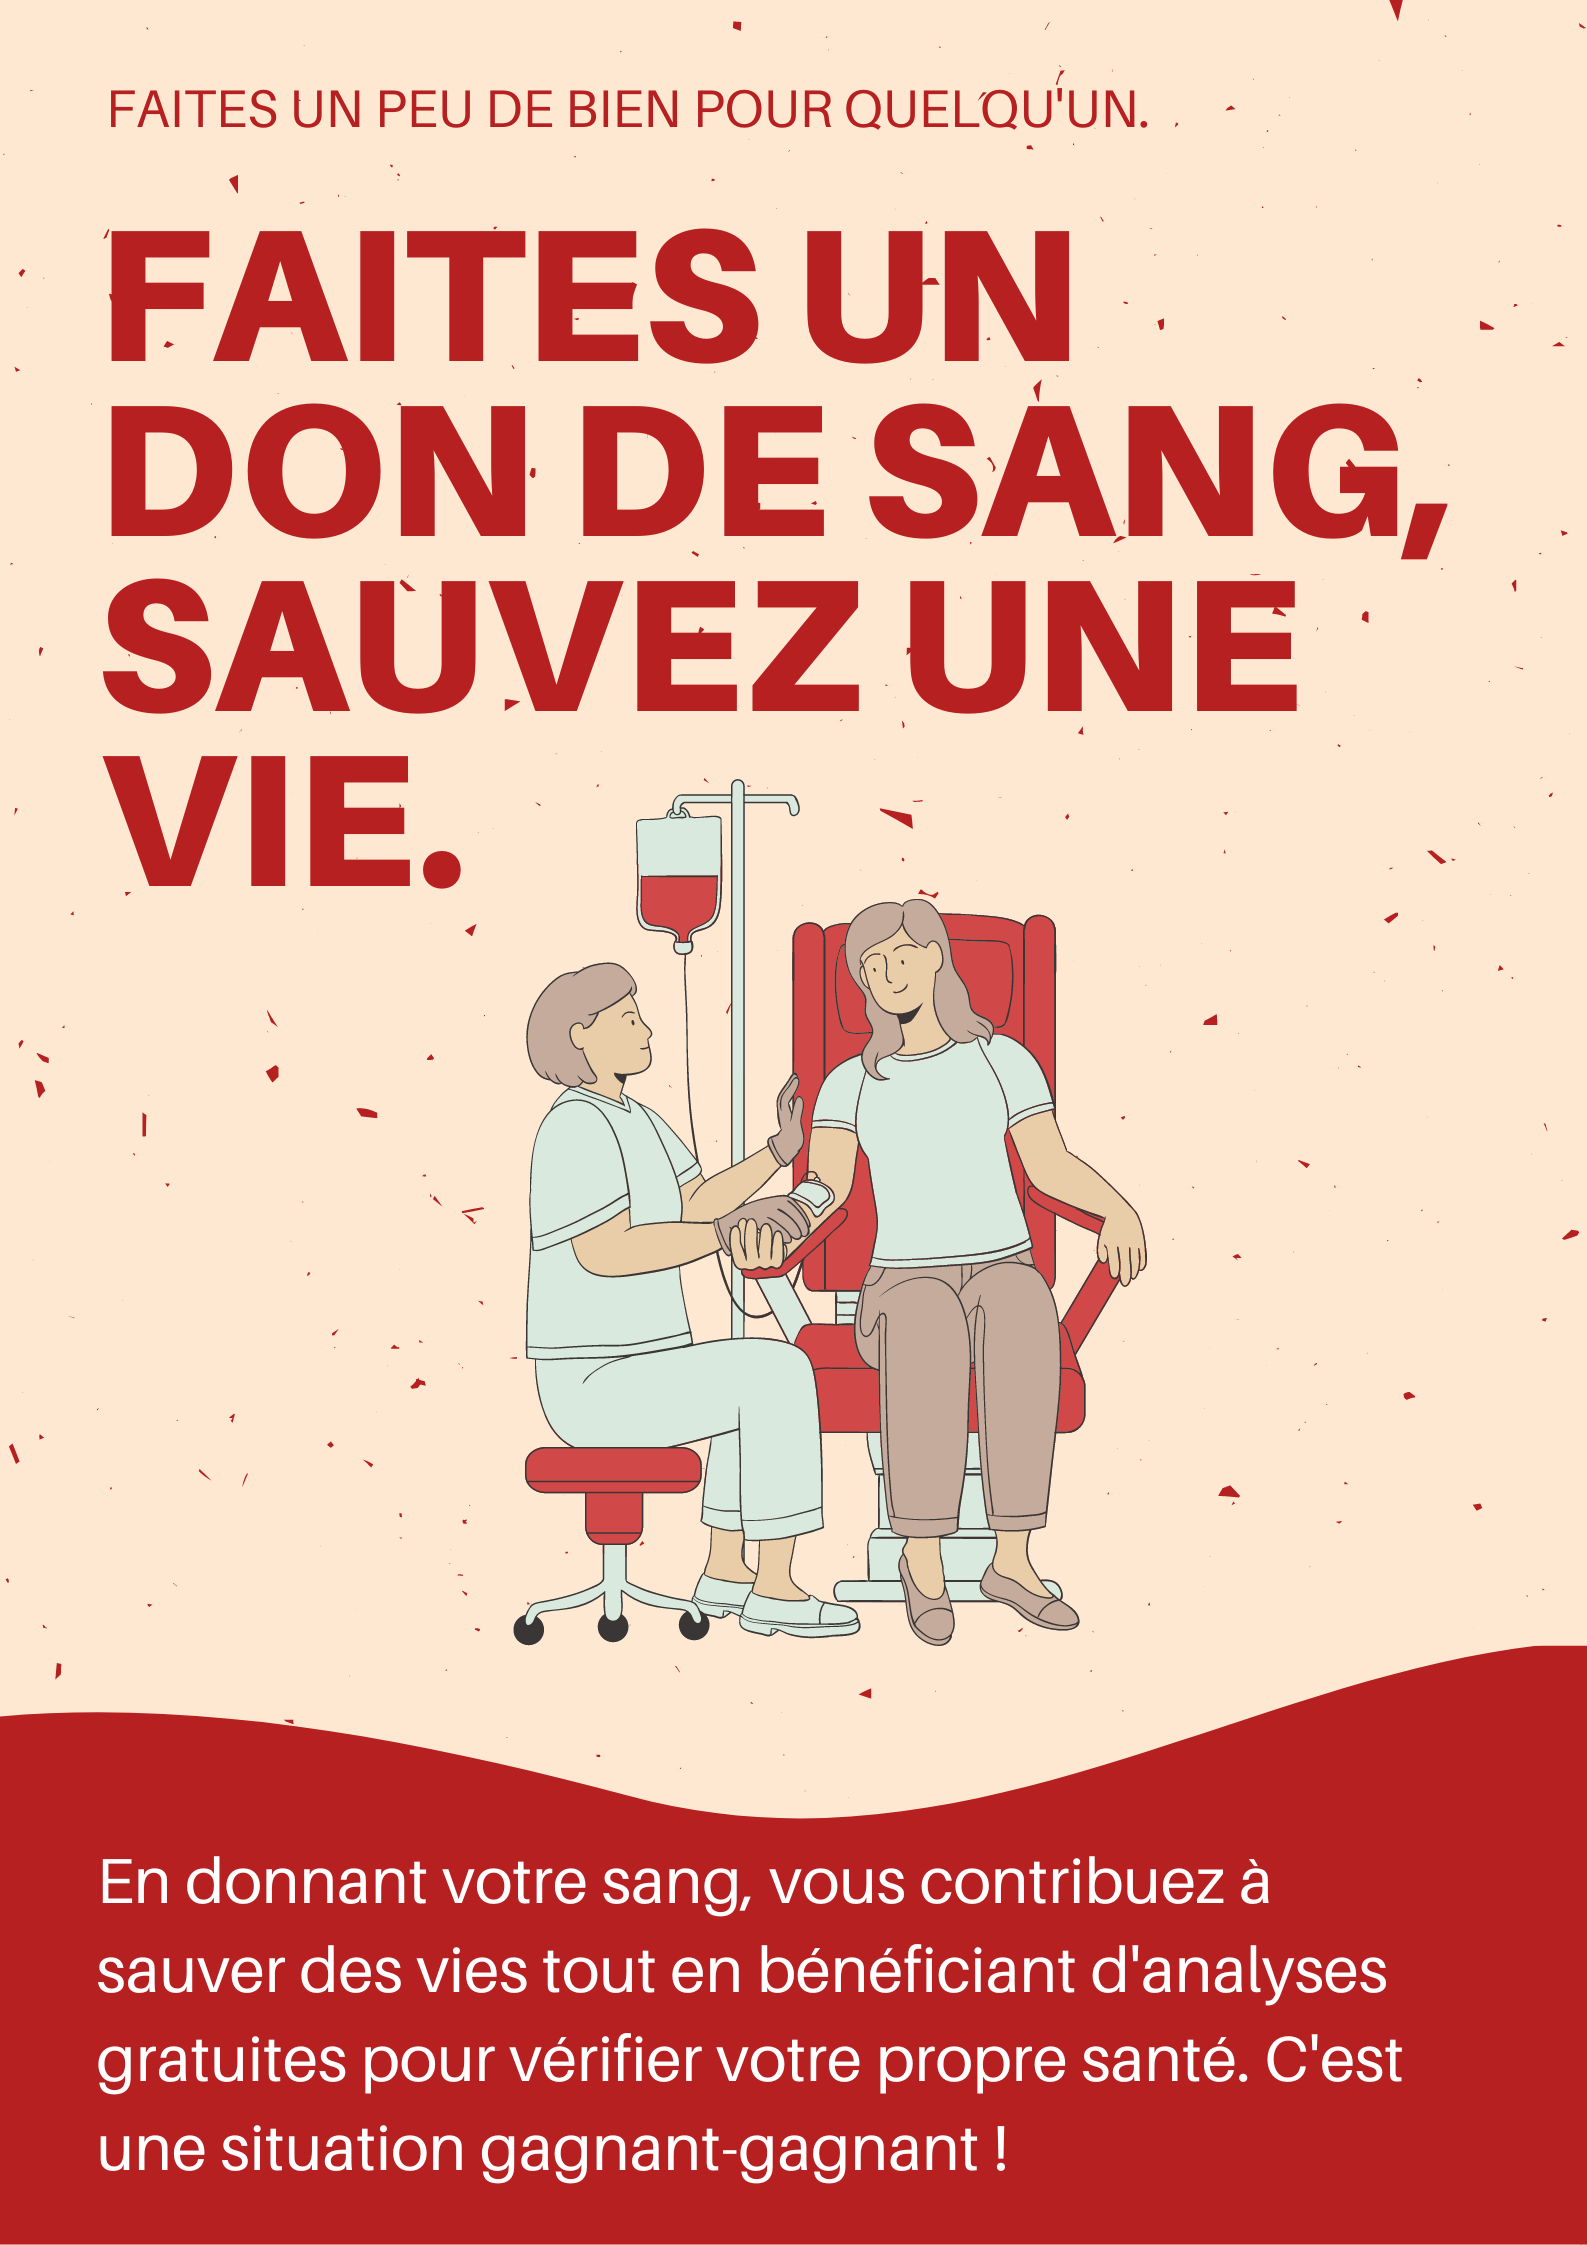 FAITES UN PEU DE BIEN POUR QUELQU'UN.
FAITES UN
DON DE SANG,
SAUVEZ UNE
VIE.
En donnant votre sang, vous contribuez à
sauver des vies tout en bénéficiant d'analyses
gratuites pour vérifier votre propre santé. C'est
une situation gagnant-gagnant !